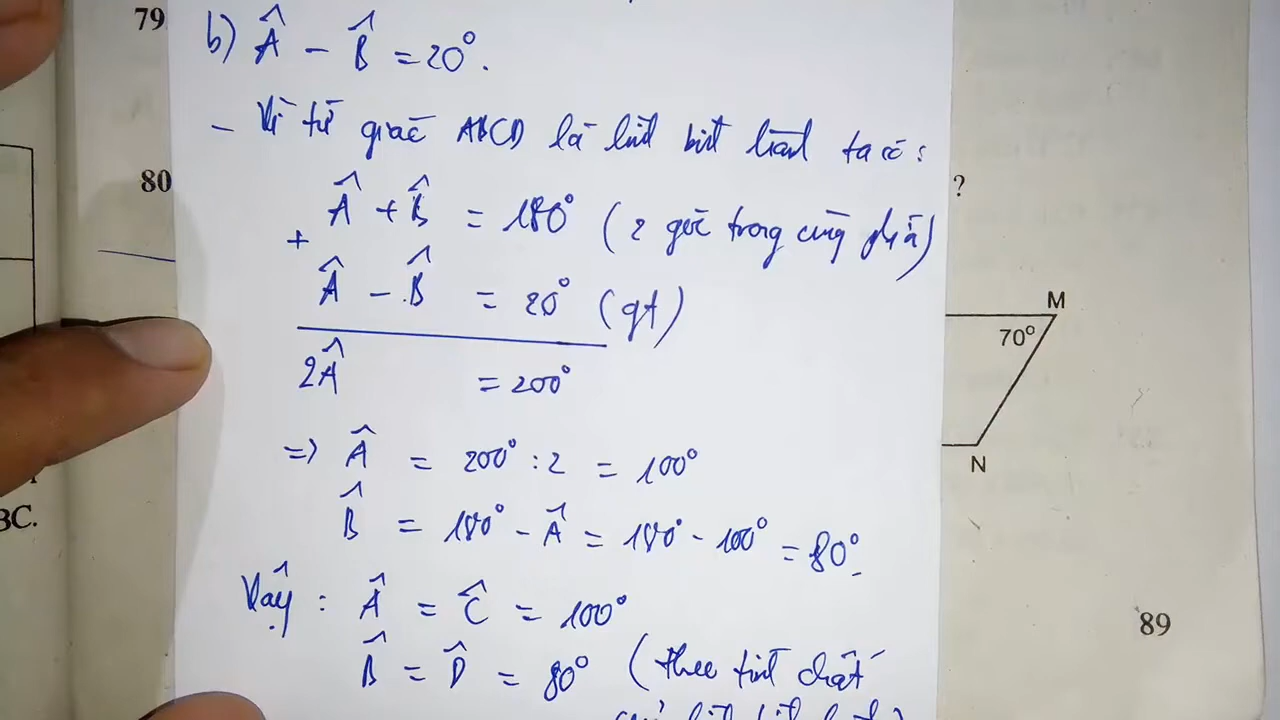 79
b) Â - B̂ = 20°.
- Vì tứ giác ABCD là hình bình hành ta có:
80
Â + B̂ = 180° (2 góc trong cùng phía)
?
+
Â - B̂ = 20° (gt)
M
70°
2Â = 200°
=> Â = 200° : 2 = 100°
N
BC.
B̂ = 180° - Â = 180° - 100° = 80°
Vậy : Â = Ĉ = 100°
89
B̂ = D̂ = 80° (theo tính chất